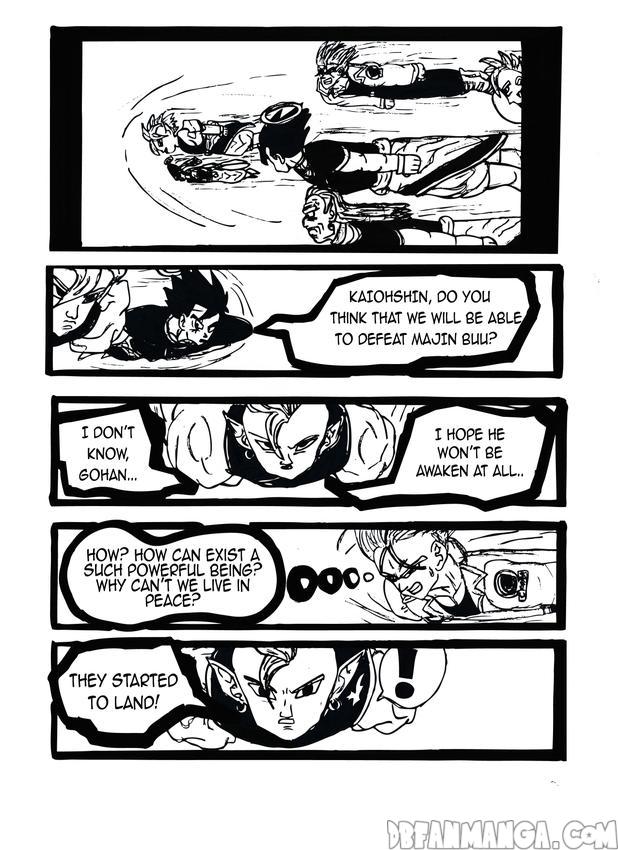 KAIOHSHIN, DO YOU
THINK THAT WE WILL BE ABLE
TO DEFEAT MAJIN BUU?
I DON'T
KNOW,
GOHAN...
I HOPE HE
WON'T BE
AWAKEN AT ALL..
HOW? HOW CAN EXIST A
SUCH POWERFUL BEING?
WHY CAN'T WE LIVE IN
PEACE?
THEY STARTED
TO LAND!
!
DBFANMANGA.COM